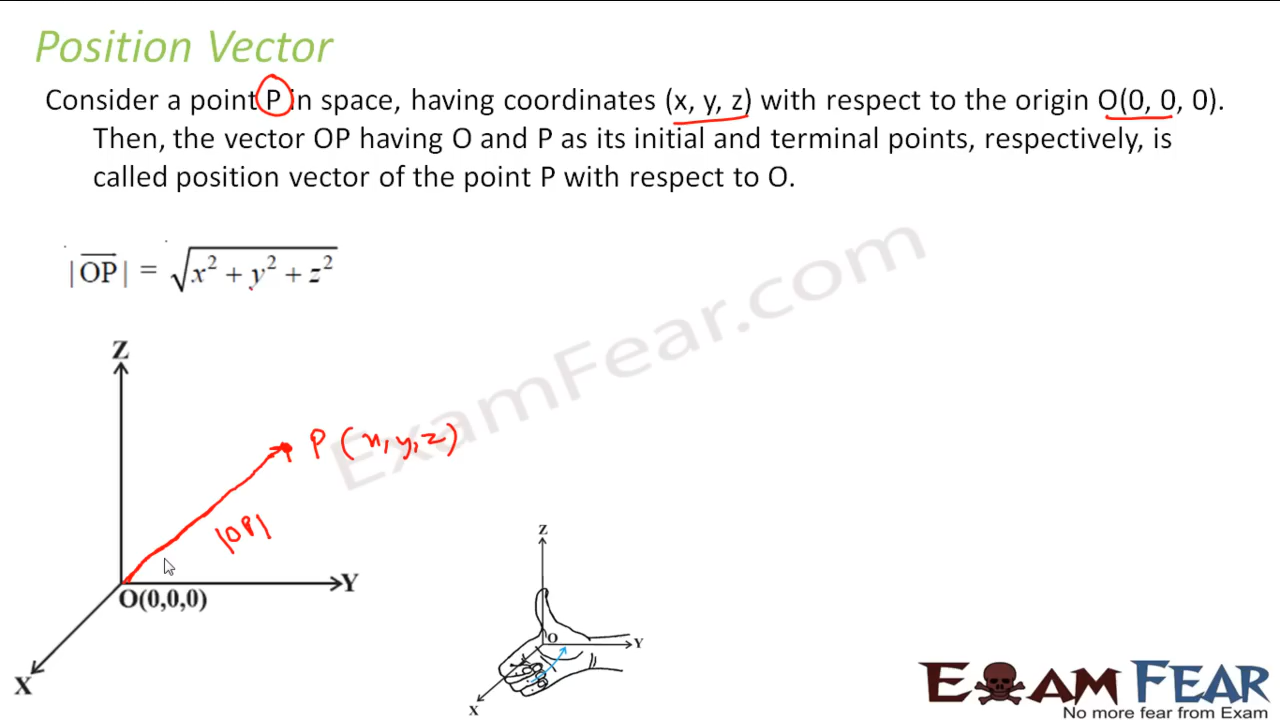 Position Vector
Consider a point P in space, having coordinates (x, y, z) with respect to the origin O(0, 0, 0).
Then, the vector OP having O and P as its initial and terminal points, respectively, is
called position vector of the point P with respect to O.
|OP| = √x² + y² + z²
ExamFear.com
Z
P (x, y, z)
|OP|
Y
O(0,0,0)
X
Z
O
Y
X
EXAM FEAR
No more fear from Exam